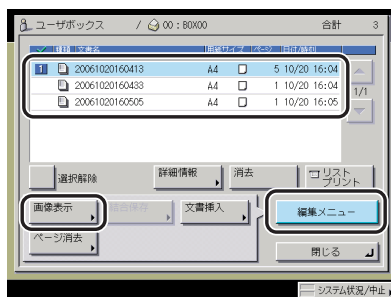 ユーザボックス / 00：BOX00 合計 3
種類 文書名 用紙サイズ ページ 日付/時刻
1 20061020160413 A4 5 10/20 16:04
20061020160433 A4 1 10/20 16:04
20061020160505 A4 1 10/20 16:05
1/1
選択解除 詳細情報 消去 リスト
プリント
画像表示 結合保存 文書挿入 編集メニュー
ページ消去
閉じる
システム状況/中止